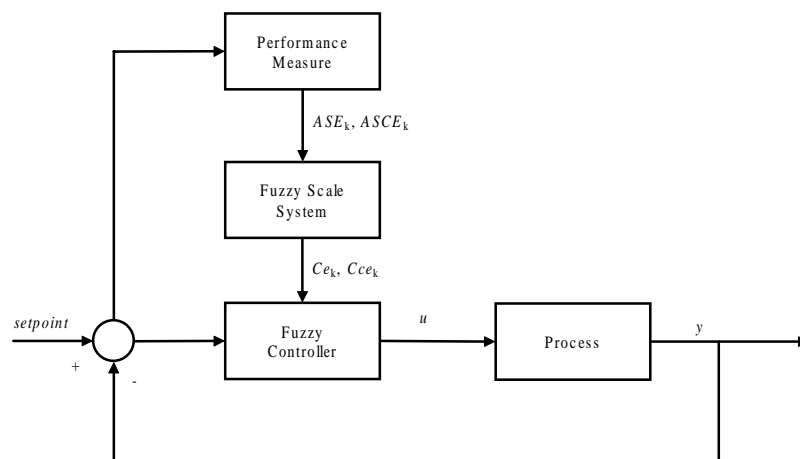 Performance
Measure
ASEk, ASCEk
Fuzzy Scale
System
Cek, Ccek
setpoint
+
-
Fuzzy
Controller
u
Process
y